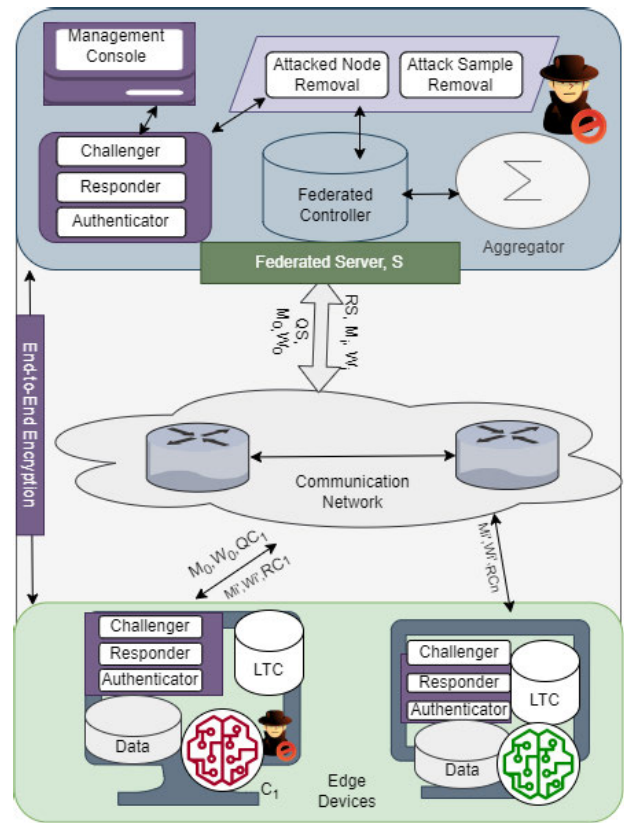 Management
Console
Attacked Node
Removal
Attack Sample
Removal
Challenger
Responder
Authenticator
Federated
Controller
Σ
Aggregator
Federated Server, S
QS,
M₀,W₀
RS, Mᵢ, Wᵢ
End-to-End Encryption
Communication
Network
M₀,W₀,QC₁
Mi',Wi',RC₁
Mi',Wi',RCn
Challenger
Responder
Authenticator
LTC
Data
C₁
Edge
Devices
Challenger
Responder
Authenticator
LTC
Data